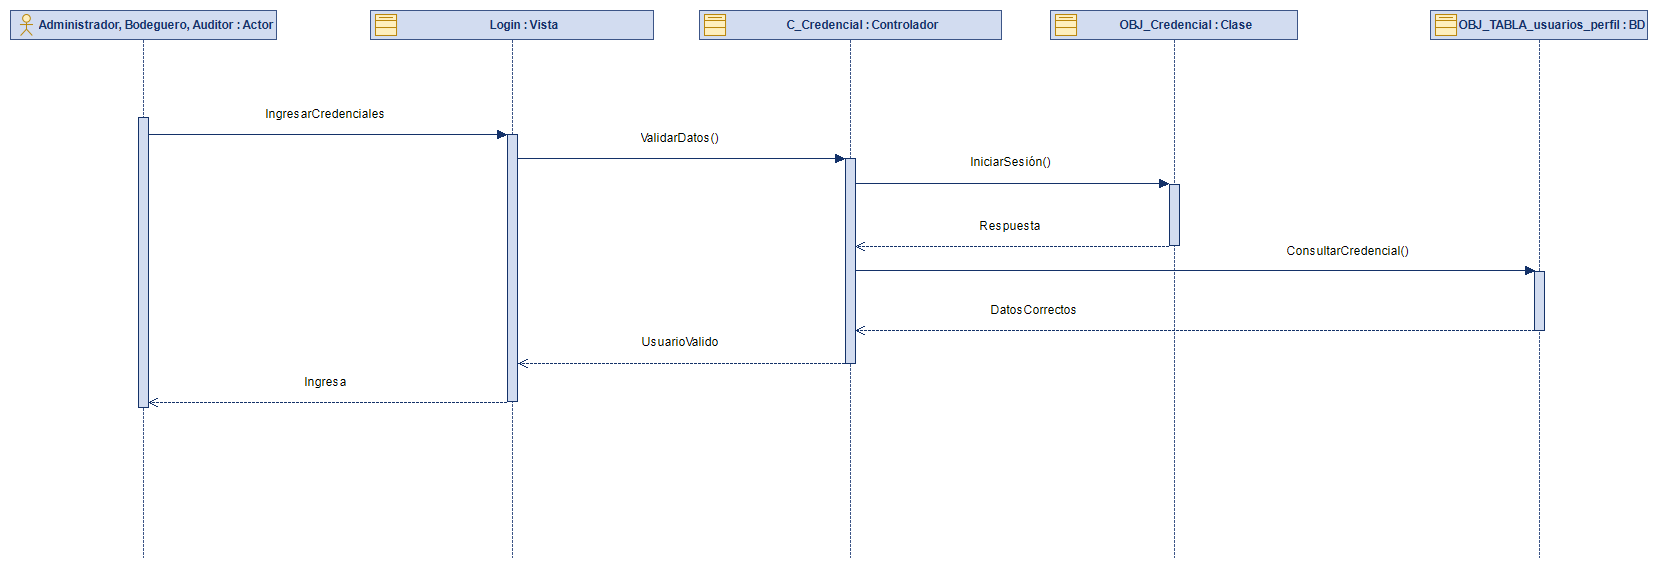 Administrador, Bodeguero, Auditor : Actor
Login : Vista
C_Credencial : Controlador
OBJ_Credencial : Clase
OBJ_TABLA_usuarios_perfil : BD
IngresarCredenciales
ValidarDatos()
IniciarSesión()
Respuesta
ConsultarCredencial()
DatosCorrectos
UsuarioValido
Ingresa